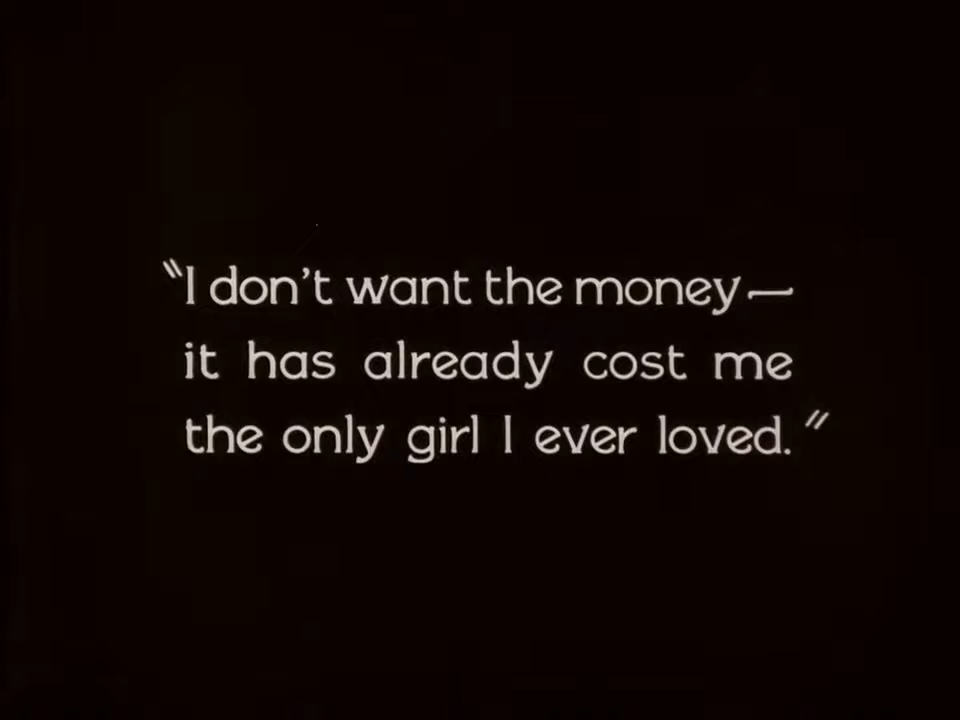 "I don't want the money—
it has already cost me
the only girl I ever loved."